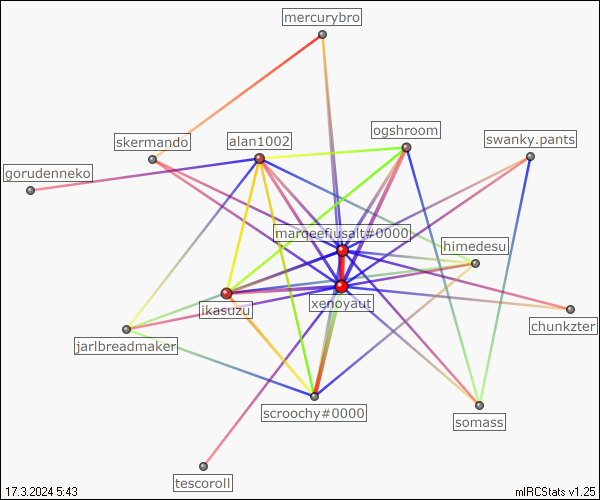 mercurybro
skermando
alan1002
ogshroom
swanky.pants
gorudenneko
marqeefiusalt#0000
himedesu
ikasuzu
xenoyaut
chunkzter
jarlbreadmaker
scroochy#0000
somass
tescoroll
17.3.2024 5:43
mIRCStats v1.25